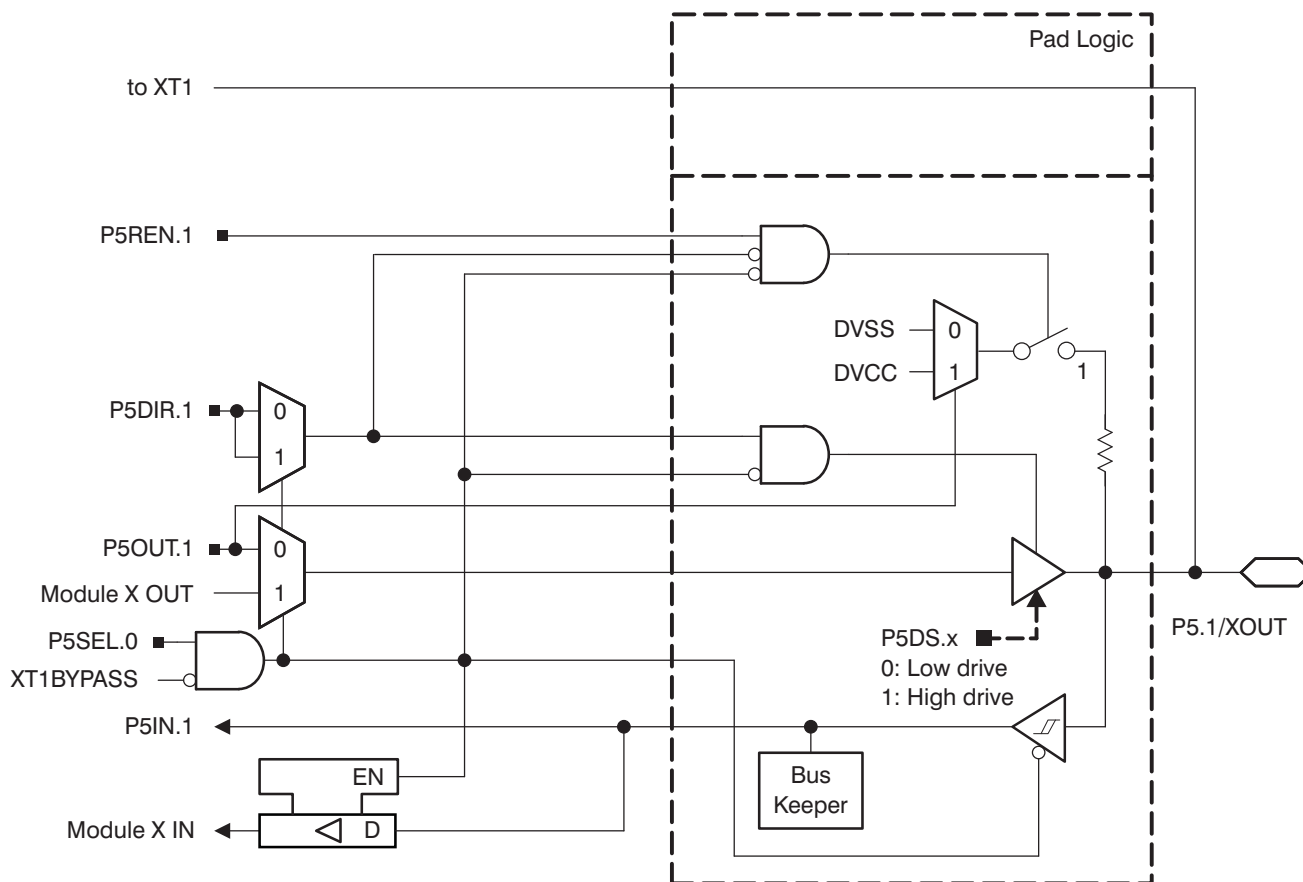 Pad Logic
to XT1
P5REN.1
DVSS
0
DVCC
1
1
P5DIR.1
0
1
P5OUT.1
0
Module X OUT
1
P5SEL.0
XT1BYPASS
P5DS.x
0: Low drive
1: High drive
P5.1/XOUT
P5IN.1
EN
Bus
Keeper
Module X IN
D